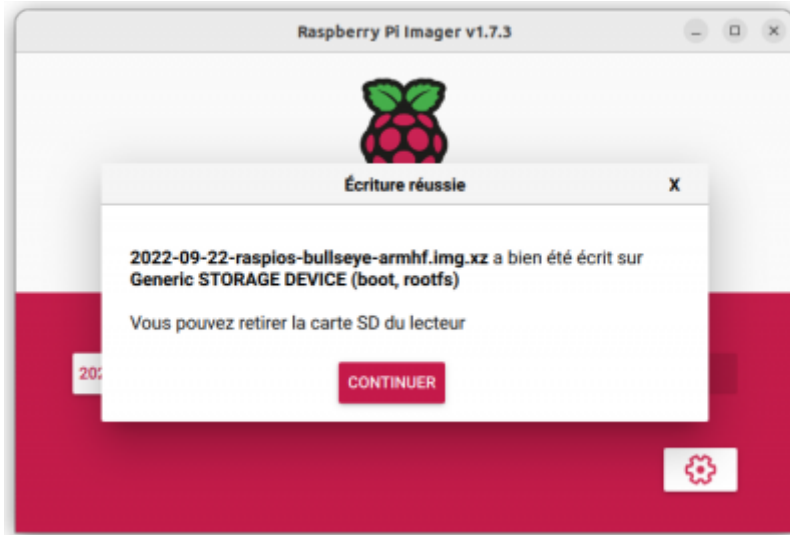 Raspberry Pi Imager v1.7.3
Écriture réussie
X
2022-09-22-raspios-bullseye-armhf.img.xz a bien été écrit sur
Generic STORAGE DEVICE (boot, rootfs)
Vous pouvez retirer la carte SD du lecteur
202
CONTINUER